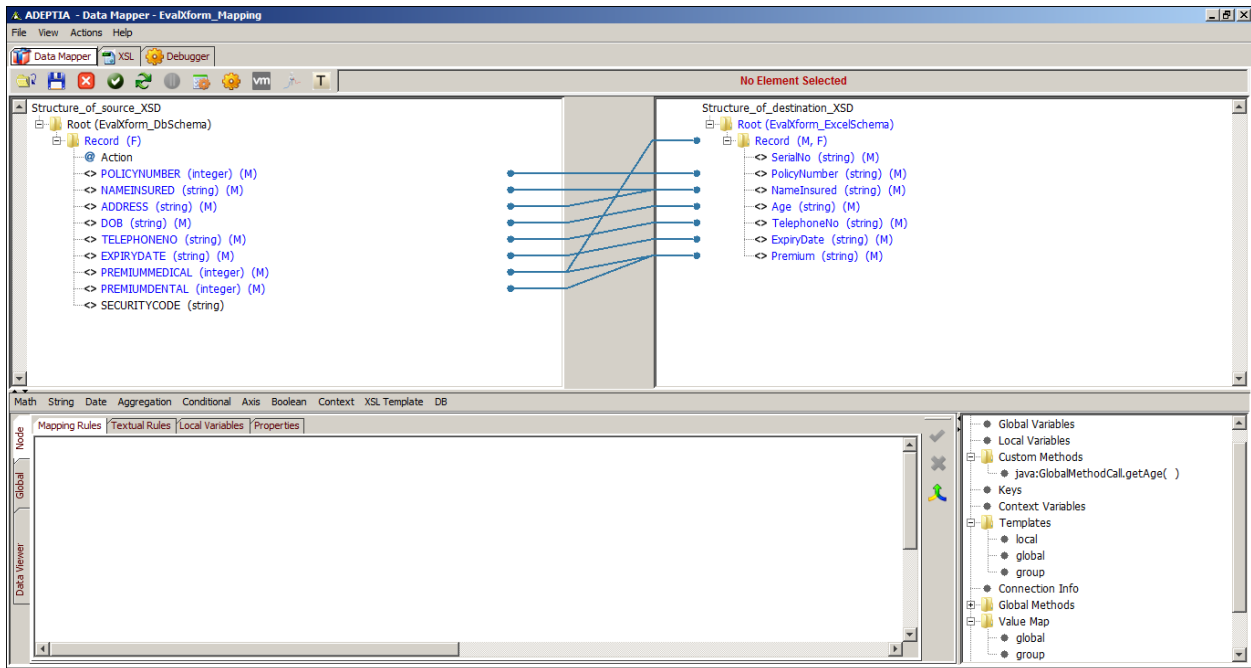 ADEPTIA - Data Mapper - EvalXform_Mapping
File View Actions Help
Data Mapper XSL Debugger
vm T No Element Selected
Structure_of_source_XSD
Root (EvalXform_DbSchema)
Record (F)
@ Action
<> POLICYNUMBER (integer) (M)
<> NAMEINSURED (string) (M)
<> ADDRESS (string) (M)
<> DOB (string) (M)
<> TELEPHONENO (string) (M)
<> EXPIRYDATE (string) (M)
<> PREMIUMMEDICAL (integer) (M)
<> PREMIUMDENTAL (integer) (M)
<> SECURITYCODE (string)
Structure_of_destination_XSD
Root (EvalXform_ExcelSchema)
Record (M, F)
<> SerialNo (string) (M)
<> PolicyNumber (string) (M)
<> NameInsured (string) (M)
<> Age (string) (M)
<> TelephoneNo (string) (M)
<> ExpiryDate (string) (M)
<> Premium (string) (M)
Math String Date Aggregation Conditional Axis Boolean Context XSL Template DB
Node
Global
Data Viewer
Mapping Rules Textual Rules Local Variables Properties
Global Variables
Local Variables
Custom Methods
java:GlobalMethodCall.getAge( )
Keys
Context Variables
Templates
local
global
group
Connection Info
Global Methods
Value Map
global
group